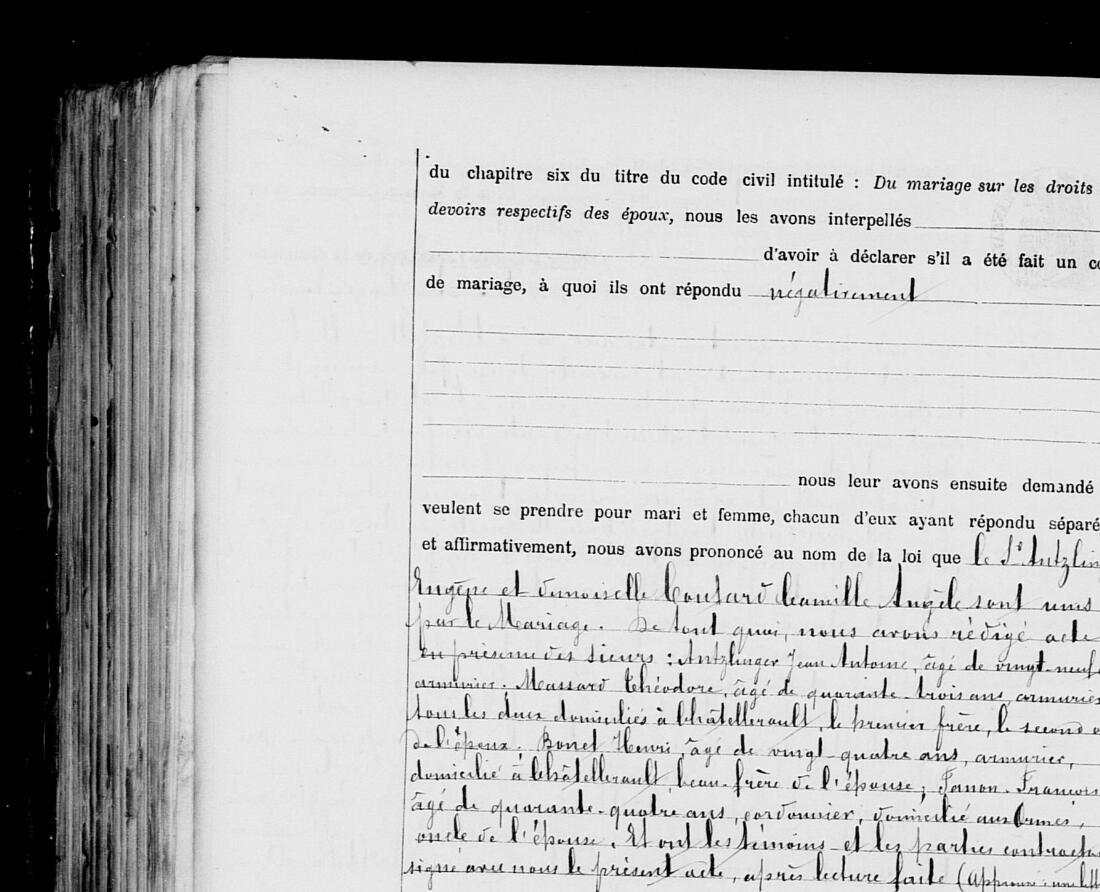 du chapitre six du titre du code civil intitulé : Du mariage sur les droits
devoirs respectifs des époux, nous les avons interpellés
d'avoir à déclarer s'il a été fait un co
de mariage, à quoi ils ont répondu négativement
nous leur avons ensuite demandé
veulent se prendre pour mari et femme, chacun d'eux ayant répondu séparé
et affirmativement, nous avons prononcé au nom de la loi que le Sr Antzlin
Eugène et demoiselle Cousard Camille Angèle sont unis
par le Mariage. De tout quoi, nous avons rédigé acte
en présence des sieurs : Antzlinger Jean Antoine, âgé de vingt-neuf
armurier. Massard Théodore, âgé de quarante-trois ans, armurier
tous les deux domiciliés à Châtellerault, le premier frère, le second
de l'époux. Bonet Henri âgé de vingt-quatre ans, armurier,
domicilié à Châtellerault, beau-frère de l'épouse ; François
âgé de quarante-quatre ans, cordonnier, domicilié aux Ormes,
oncle de l'épouse. Et ont les témoins et les parties contracta
signé avec nous le présent acte, après lecture faite (approuvé un